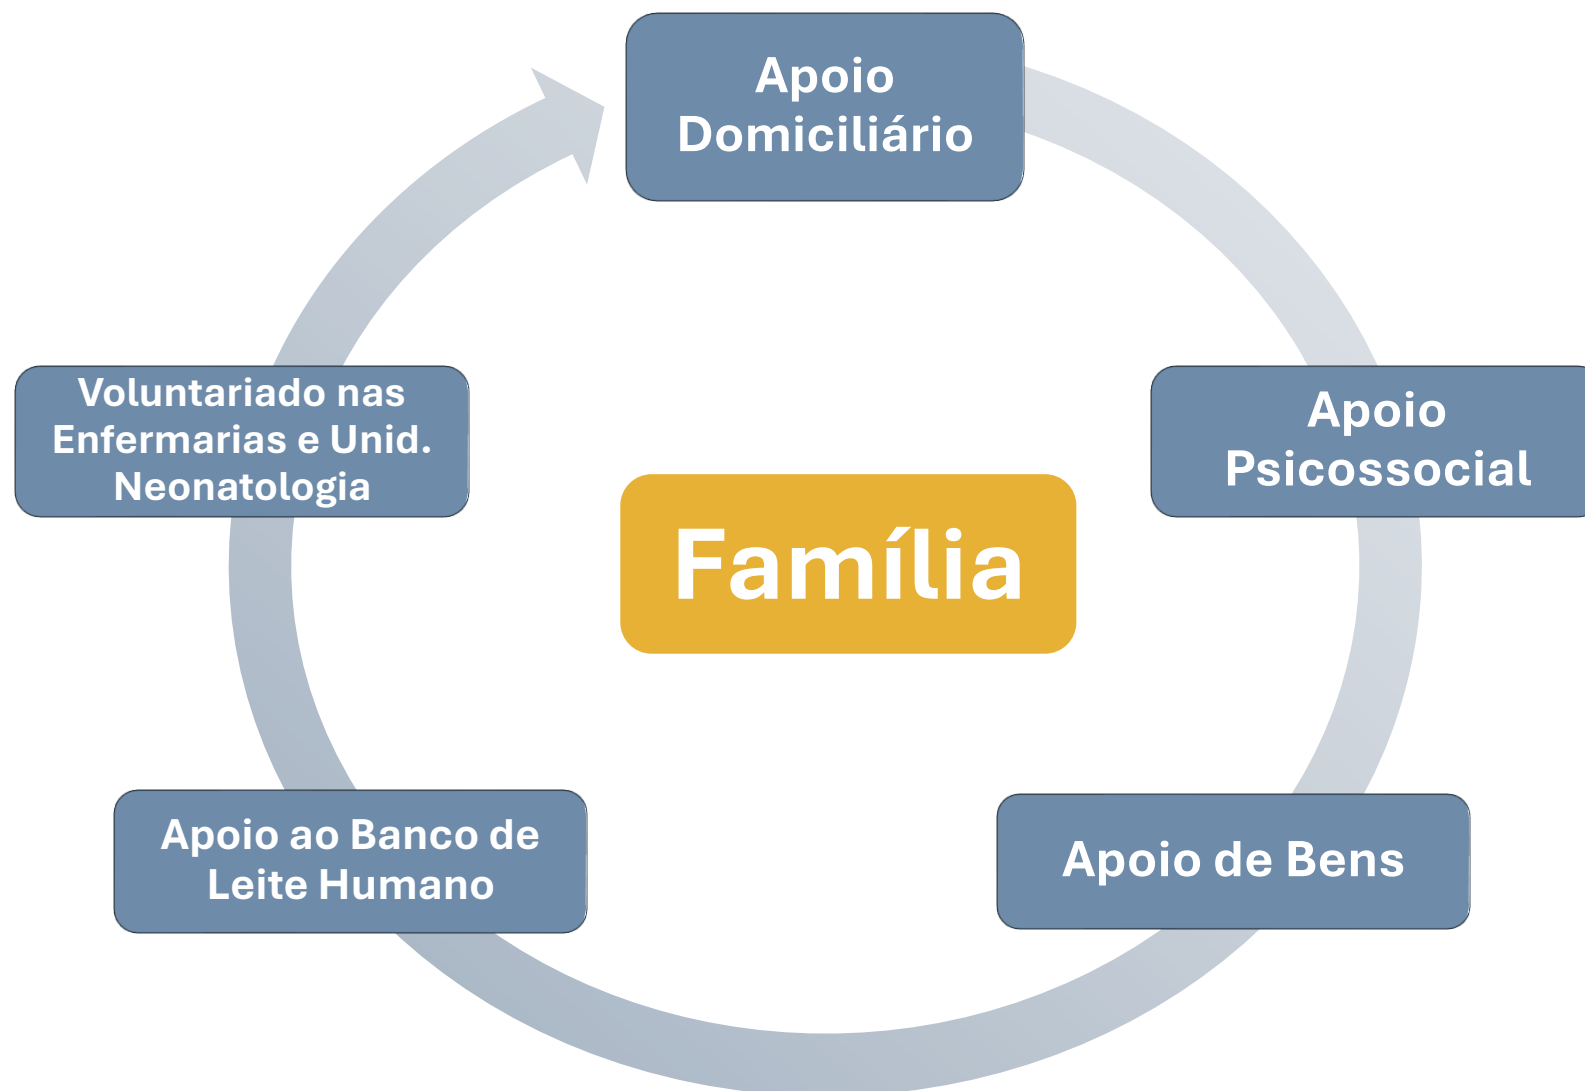 Apoio
Domiciliário
Voluntariado nas
Enfermarias e Unid.
Neonatologia
Apoio
Psicossocial
Família
Apoio ao Banco de
Leite Humano
Apoio de Bens